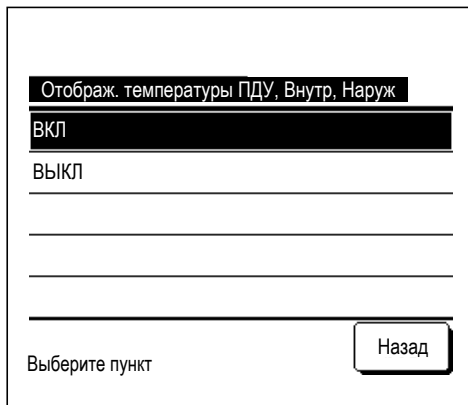 Отображ. температуры ПДУ, Внутр, Наруж
ВКЛ
ВЫКЛ
Назад
Выберите пункт